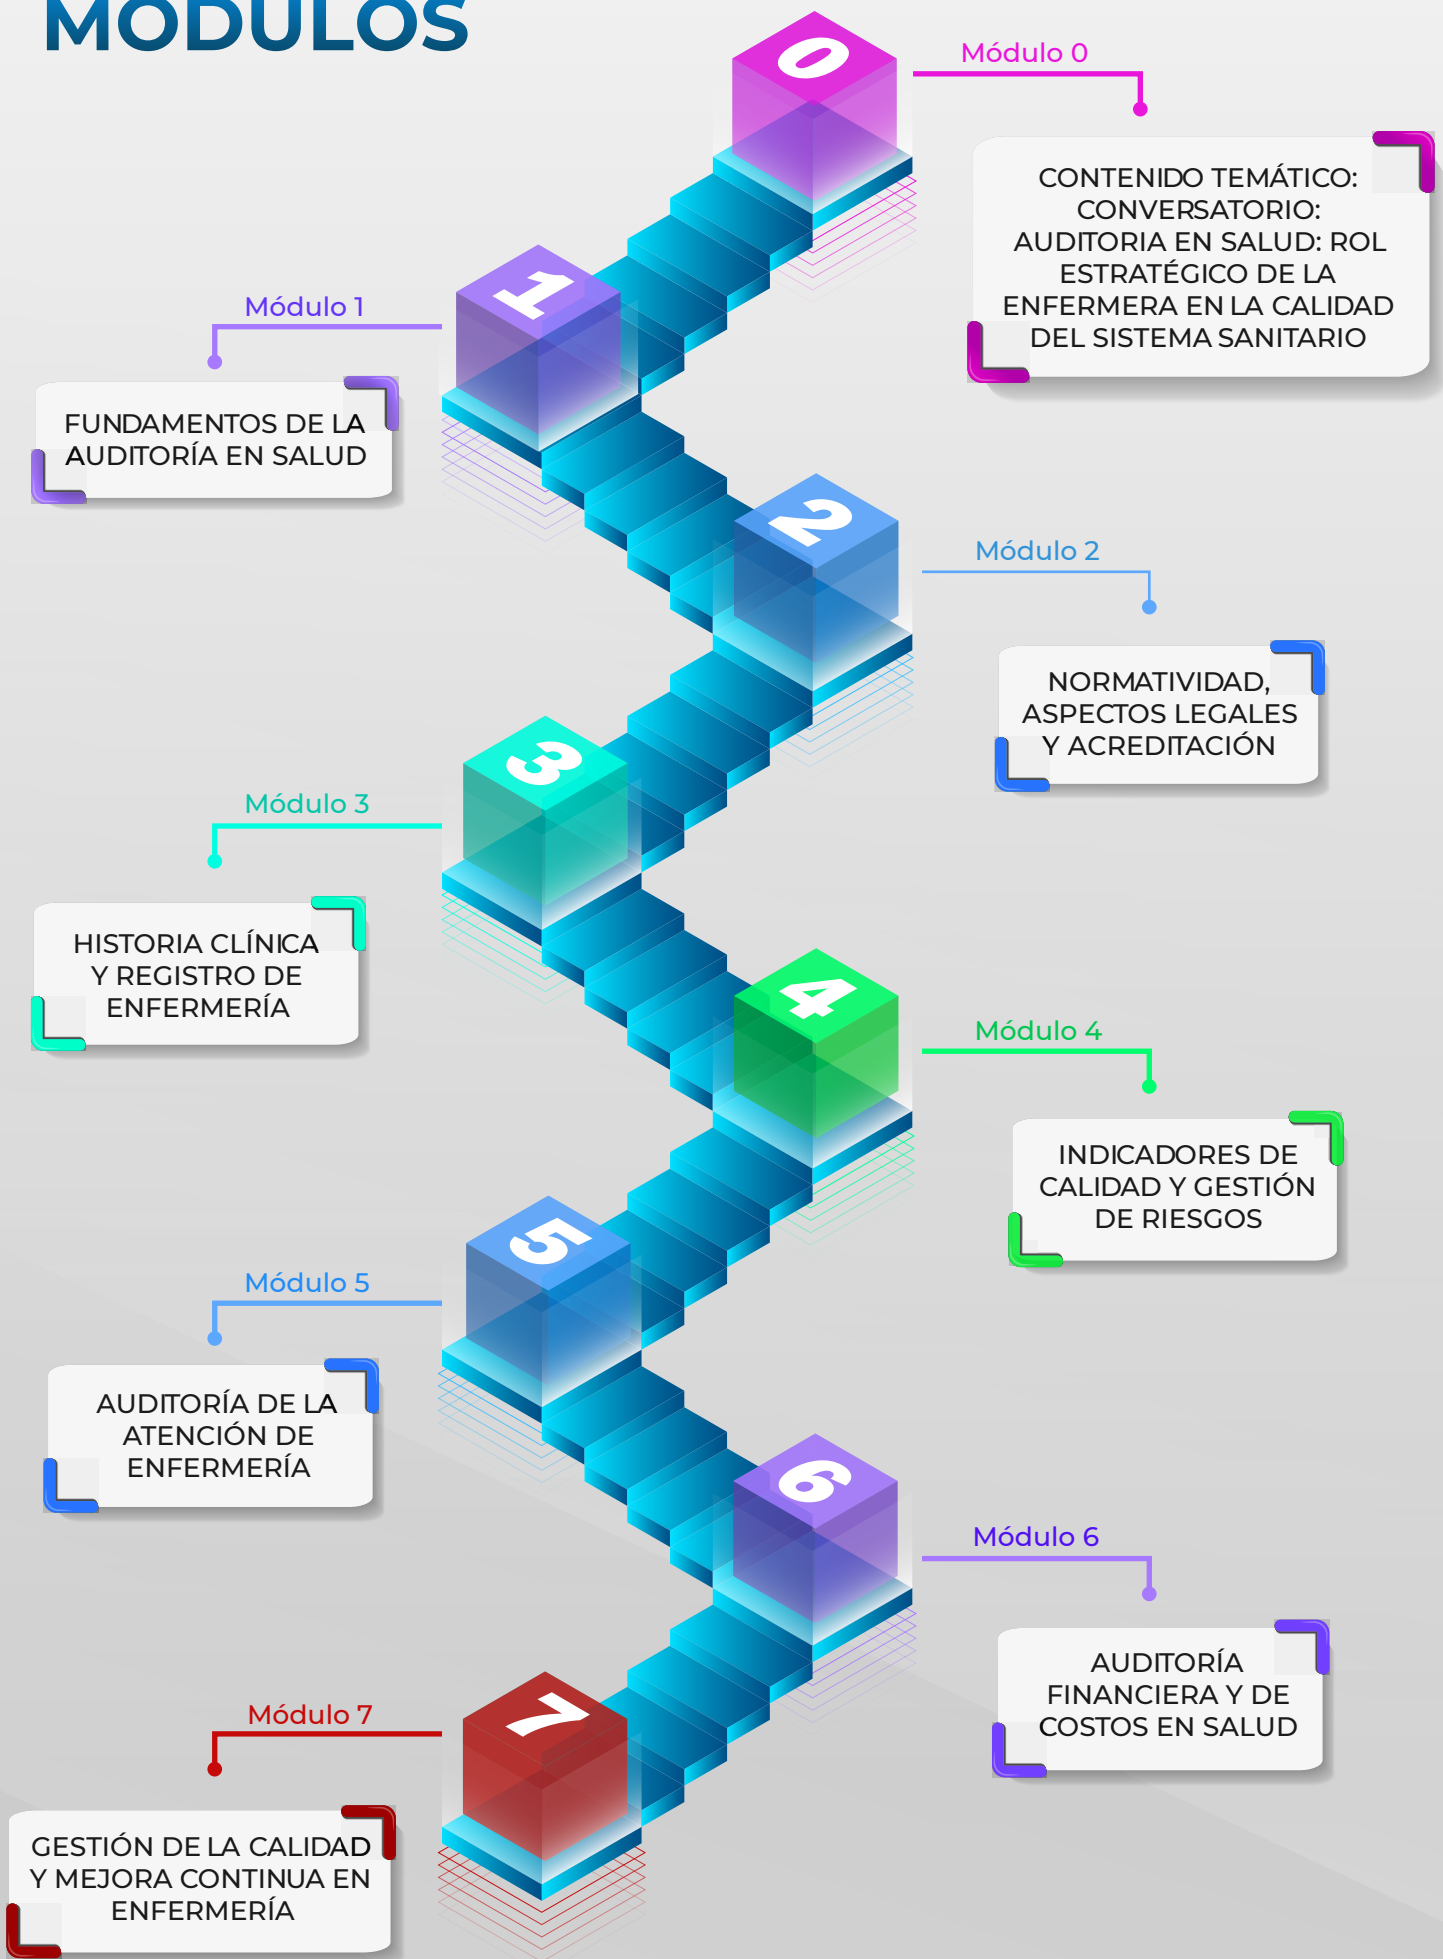 MÓDULOS
0
Módulo 0
CONTENIDO TEMÁTICO:
CONVERSATORIO:
AUDITORIA EN SALUD: ROL
ESTRATÉGICO DE LA
ENFERMERA EN LA CALIDAD
DEL SISTEMA SANITARIO
1
Módulo 1
FUNDAMENTOS DE LA
AUDITORÍA EN SALUD
2
Módulo 2
NORMATIVIDAD,
ASPECTOS LEGALES
Y ACREDITACIÓN
3
Módulo 3
HISTORIA CLÍNICA
Y REGISTRO DE
ENFERMERÍA
4
Módulo 4
INDICADORES DE
CALIDAD Y GESTIÓN
DE RIESGOS
5
Módulo 5
AUDITORÍA DE LA
ATENCIÓN DE
ENFERMERÍA
6
Módulo 6
AUDITORÍA
FINANCIERA Y DE
COSTOS EN SALUD
7
Módulo 7
GESTIÓN DE LA CALIDAD
Y MEJORA CONTINUA EN
ENFERMERÍA